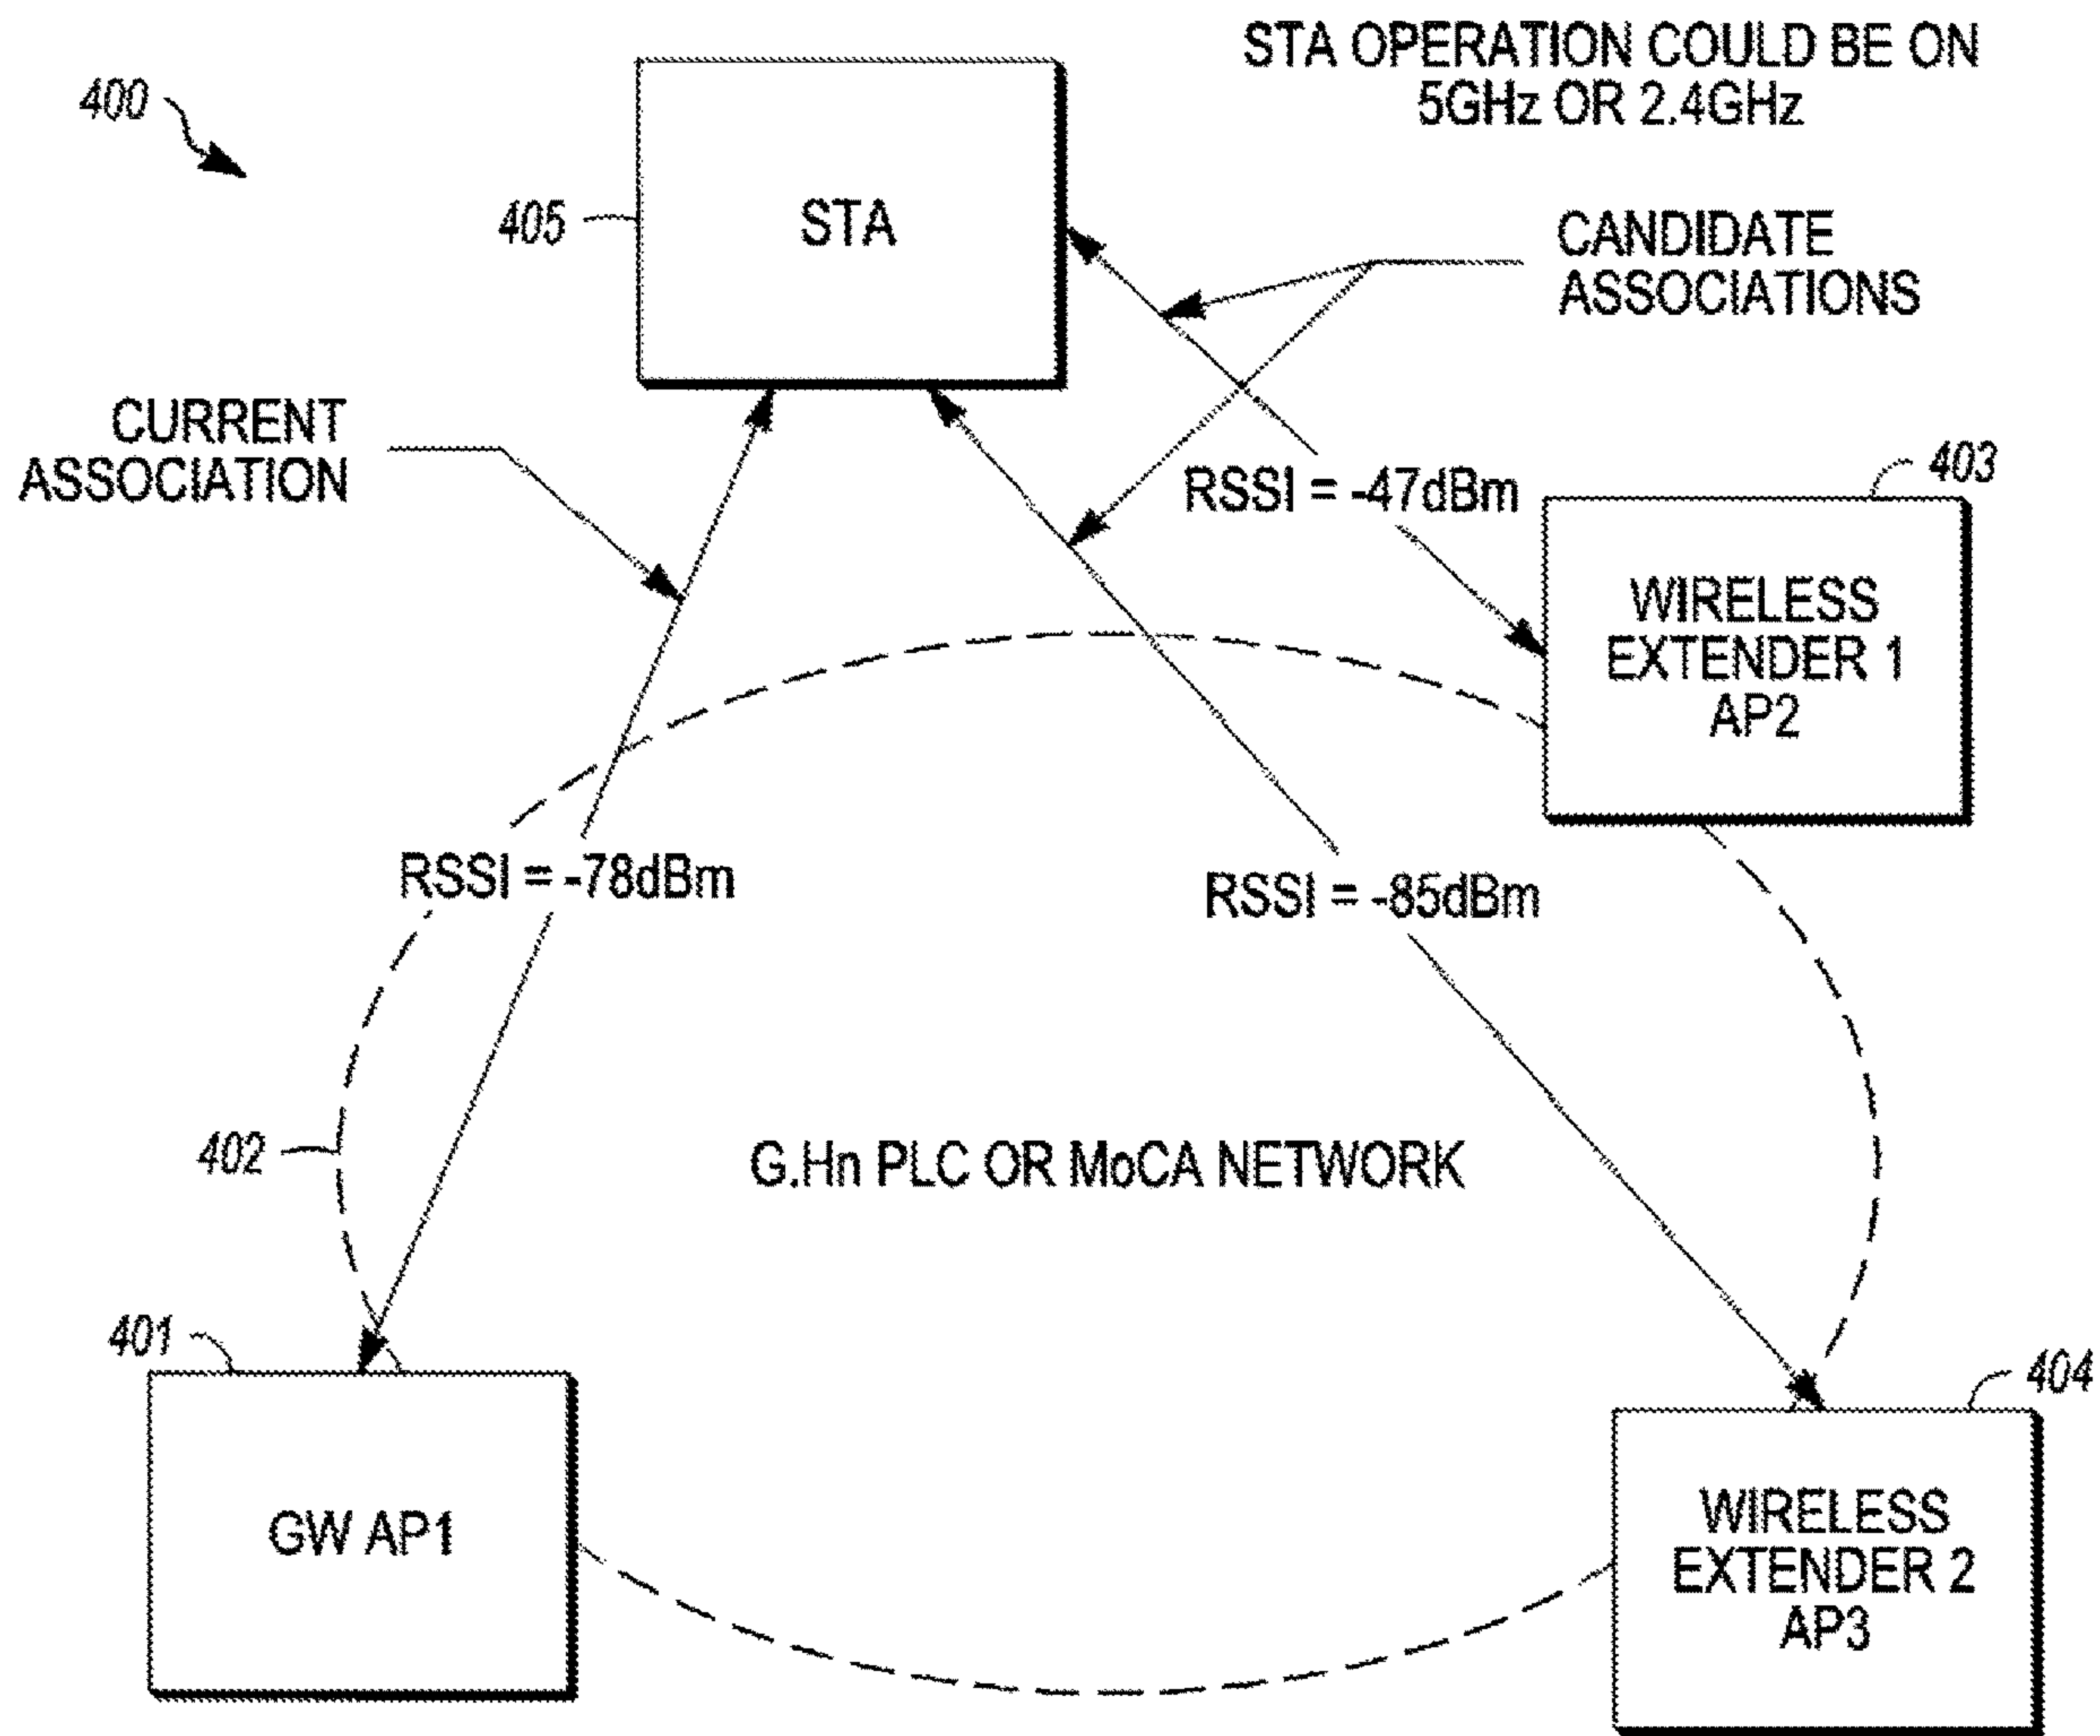 STA OPERATION COULD BE ON
5GHz OR 2.4GHz
400
405
STA
CANDIDATE
ASSOCIATIONS
CURRENT
ASSOCIATION
RSSI = -47dBm
403
WIRELESS
EXTENDER 1
AP2
RSSI = -78dBm
RSSI = -85dBm
402
G.Hn PLC OR MoCA NETWORK
401
GW AP1
404
WIRELESS
EXTENDER 2
AP3